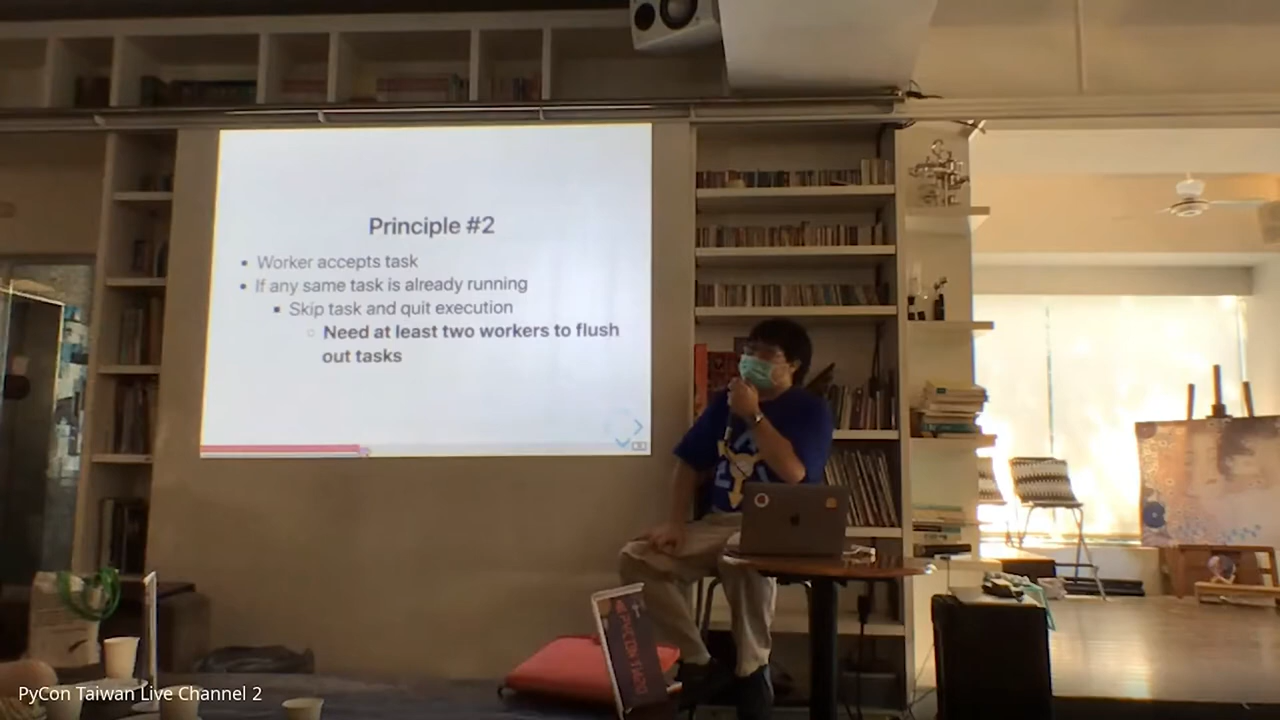 Principle #2
Worker accepts task
If any same task is already running
Skip task and quit execution
Need at least two workers to flush
out tasks
PyCon Taiwan Live Channel 2